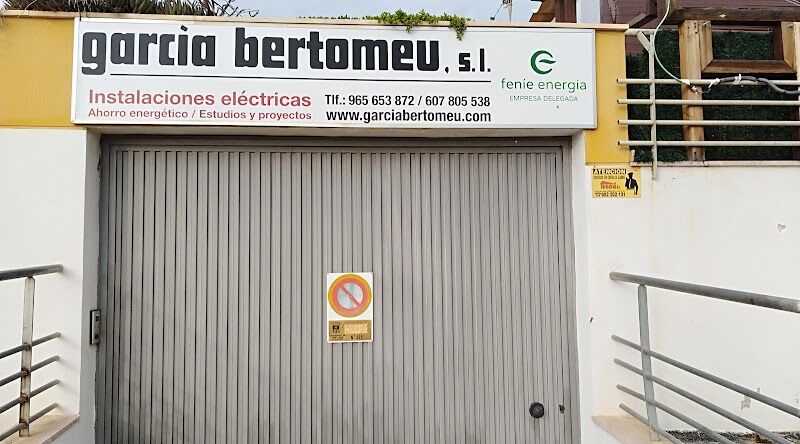 garcia bertomeu, s.l.
Instalaciones eléctricas
Ahorro energético / Estudios y proyectos
Tlf.: 965 653 872 / 607 805 538
www.garciabertomeu.com
fenie energía
EMPRESA DELEGADA
ATENCION